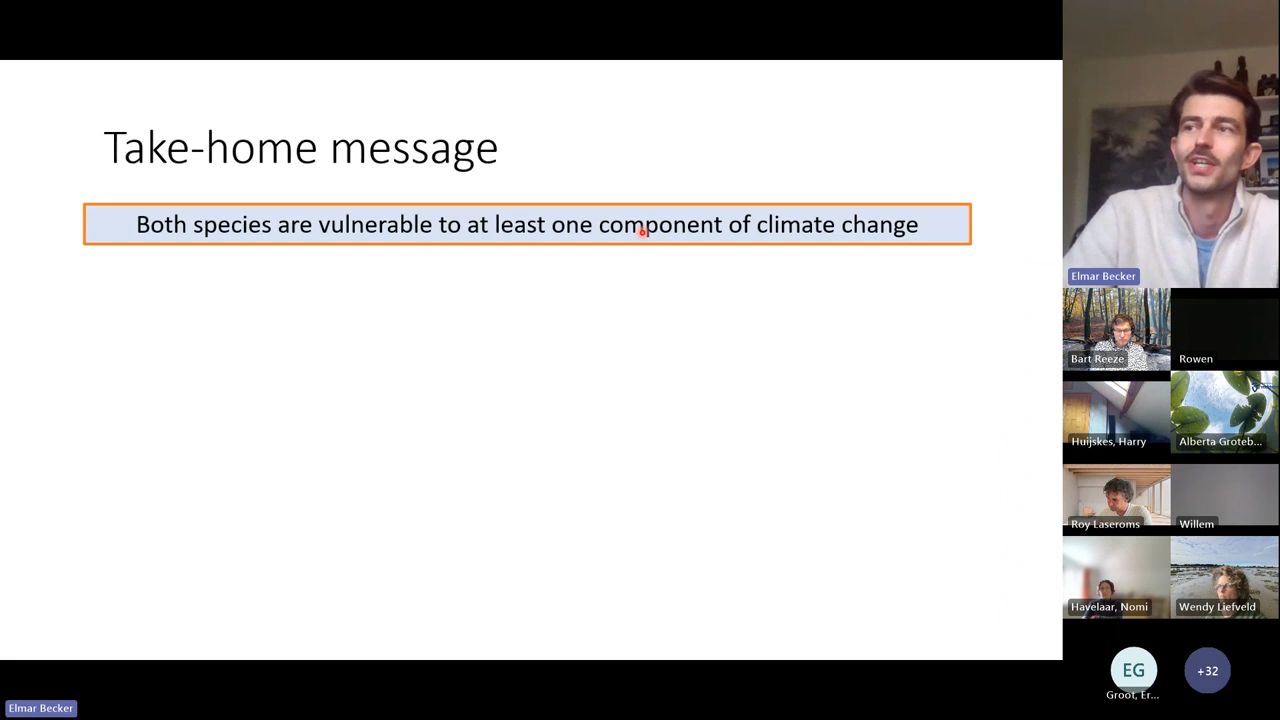 Take-home message
Both species are vulnerable to at least one component of climate change
Elmar Becker
Bart Reeze
Rowen
Huijskes, Harry
Alberta Groteb...
Roy Laseroms
Willem
Havelaar, Nomi
Wendy Liefveld
EG
+32
Groot, Er...
Elmar Becker